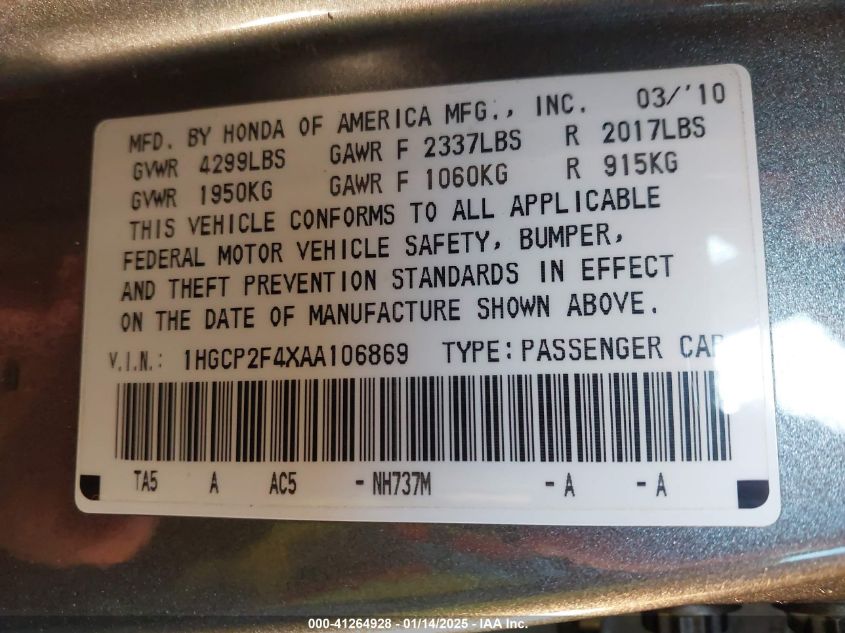 MFD. BY HONDA OF AMERICA MFG., INC. 03/'10
GVWR 4299LBS GAWR F 2337LBS R 2017LBS
GVWR 1950KG GAWR F 1060KG R 915KG
THIS VEHICLE CONFORMS TO ALL APPLICABLE
FEDERAL MOTOR VEHICLE SAFETY, BUMPER,
AND THEFT PREVENTION STANDARDS IN EFFECT
ON THE DATE OF MANUFACTURE SHOWN ABOVE.
V.I.N.: 1HGCP2F4XAA106869 TYPE: PASSENGER CAR
TA5 A AC5 - NH737M - A - A
000-41264928 - 01/14/2025 - IAA Inc.